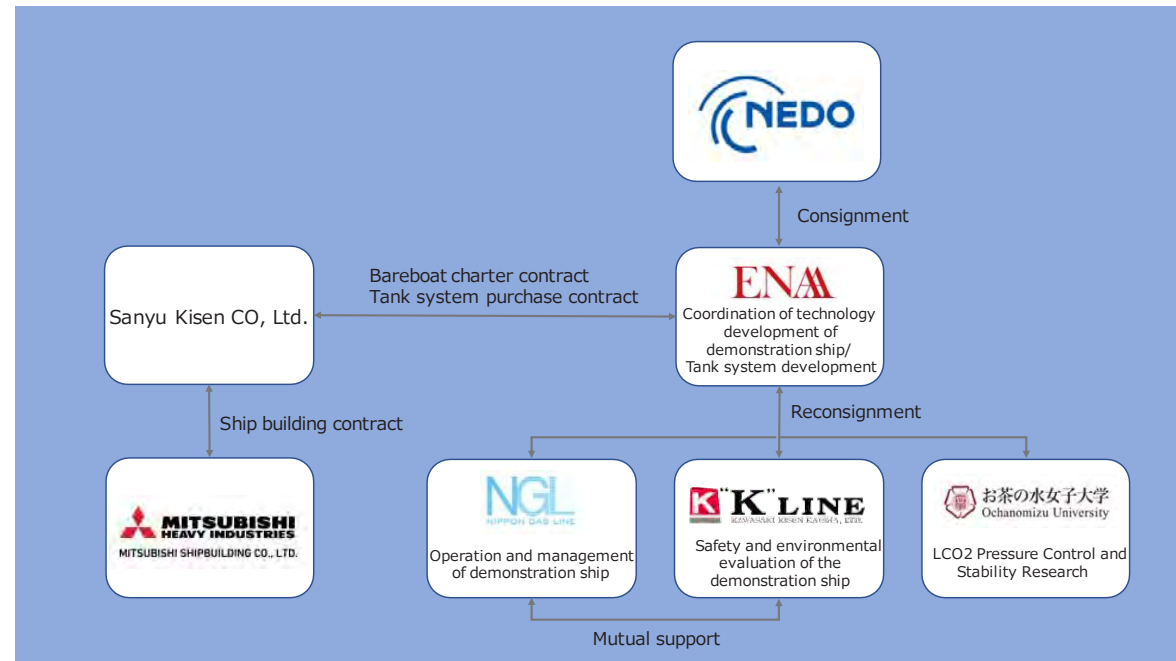 NEDO
Consignment
ENAA
Coordination of technology
development of
demonstration ship/
Tank system development
Bareboat charter contract
Tank system purchase contract
Sanyu Kisen CO, Ltd.
Ship building contract
Reconsignment
MITSUBISHI
HEAVY INDUSTRIES
MITSUBISHI SHIPBUILDING CO., LTD.
NGL
NIPPON GAS LINE
Operation and management
of demonstration ship
K "K" LINE
KAWASAKI KISEN KAISHA, LTD.
Safety and environmental
evaluation of the
demonstration ship
お茶の水女子大学
Ochanomizu University
LCO2 Pressure Control and
Stability Research
Mutual support